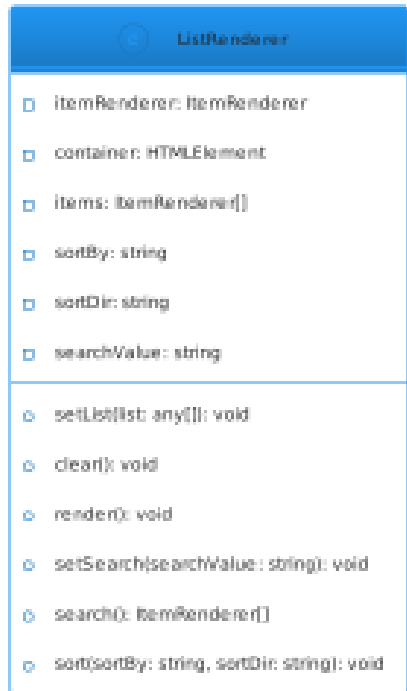 C ListRenderer
itemRenderer: ItemRenderer
container: HTMLElement
items: ItemRenderer[]
sortBy: string
sortDir: string
searchValue: string
setList(list: any[]): void
clear(): void
render(): void
setSearch(searchValue: string): void
search(): ItemRenderer[]
sort(sortBy: string, sortDir: string): void